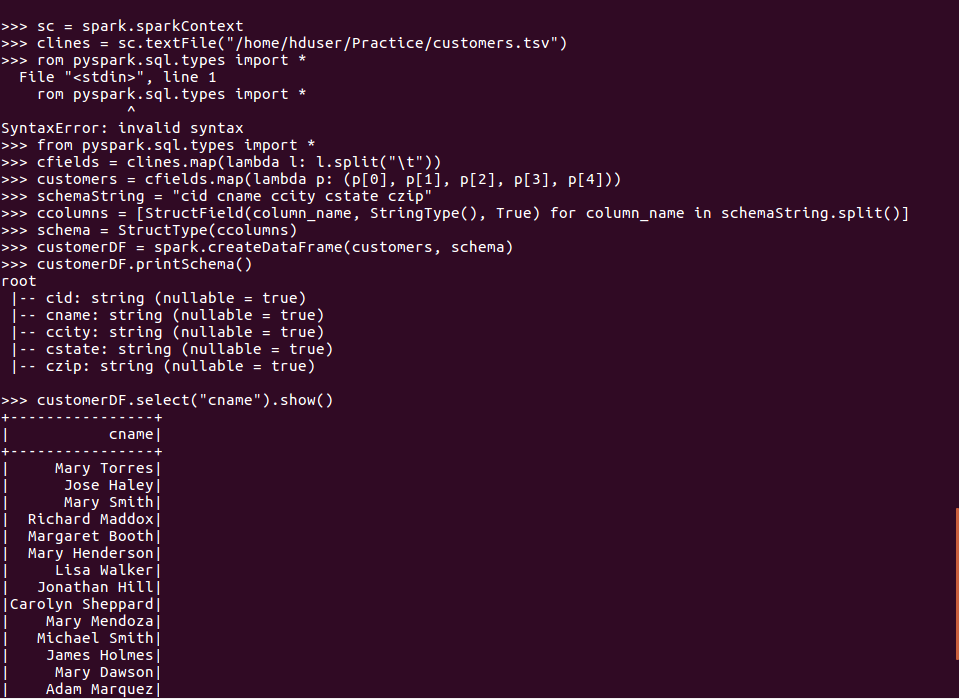 >>> sc = spark.sparkContext
>>> clines = sc.textFile("/home/hduser/Practice/customers.tsv")
>>> rom pyspark.sql.types import *
  File "<stdin>", line 1
    rom pyspark.sql.types import *
              ^
SyntaxError: invalid syntax
>>> from pyspark.sql.types import *
>>> cfields = clines.map(lambda l: l.split("\t"))
>>> customers = cfields.map(lambda p: (p[0], p[1], p[2], p[3], p[4]))
>>> schemaString = "cid cname ccity cstate czip"
>>> ccolumns = [StructField(column_name, StringType(), True) for column_name in schemaString.split()]
>>> schema = StructType(ccolumns)
>>> customerDF = spark.createDataFrame(customers, schema)
>>> customerDF.printSchema()
root
 |-- cid: string (nullable = true)
 |-- cname: string (nullable = true)
 |-- ccity: string (nullable = true)
 |-- cstate: string (nullable = true)
 |-- czip: string (nullable = true)

>>> customerDF.select("cname").show()
+----------------+
|           cname|
+----------------+
|     Mary Torres|
|      Jose Haley|
|      Mary Smith|
|  Richard Maddox|
|  Margaret Booth|
|  Mary Henderson|
|     Lisa Walker|
|   Jonathan Hill|
|Carolyn Sheppard|
|    Mary Mendoza|
|   Michael Smith|
|    James Holmes|
|     Mary Dawson|
|    Adam Marquez|